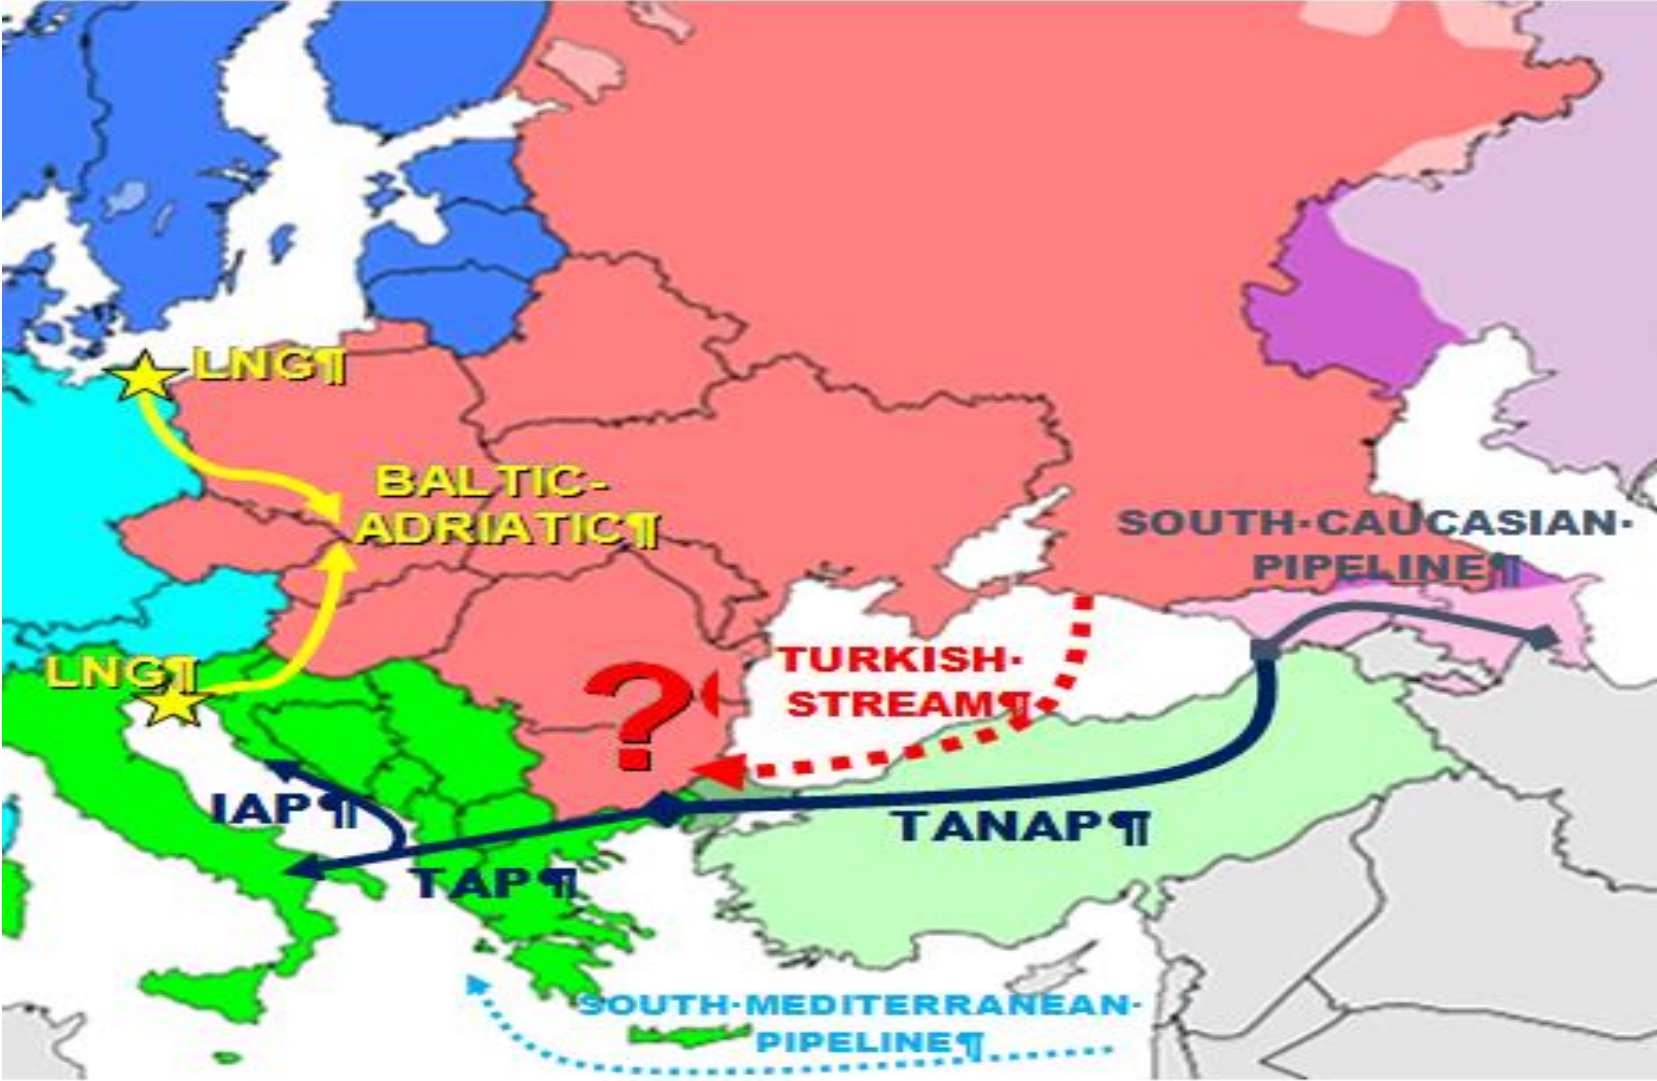 LNG¶
BALTIC-
ADRIATIC¶
SOUTH·CAUCASIAN·
PIPELINE¶
LNG¶
TURKISH·
STREAM¶
?
IAP¶
TANAP¶
TAP¶
SOUTH·MEDITERRANEAN·
PIPELINE¶